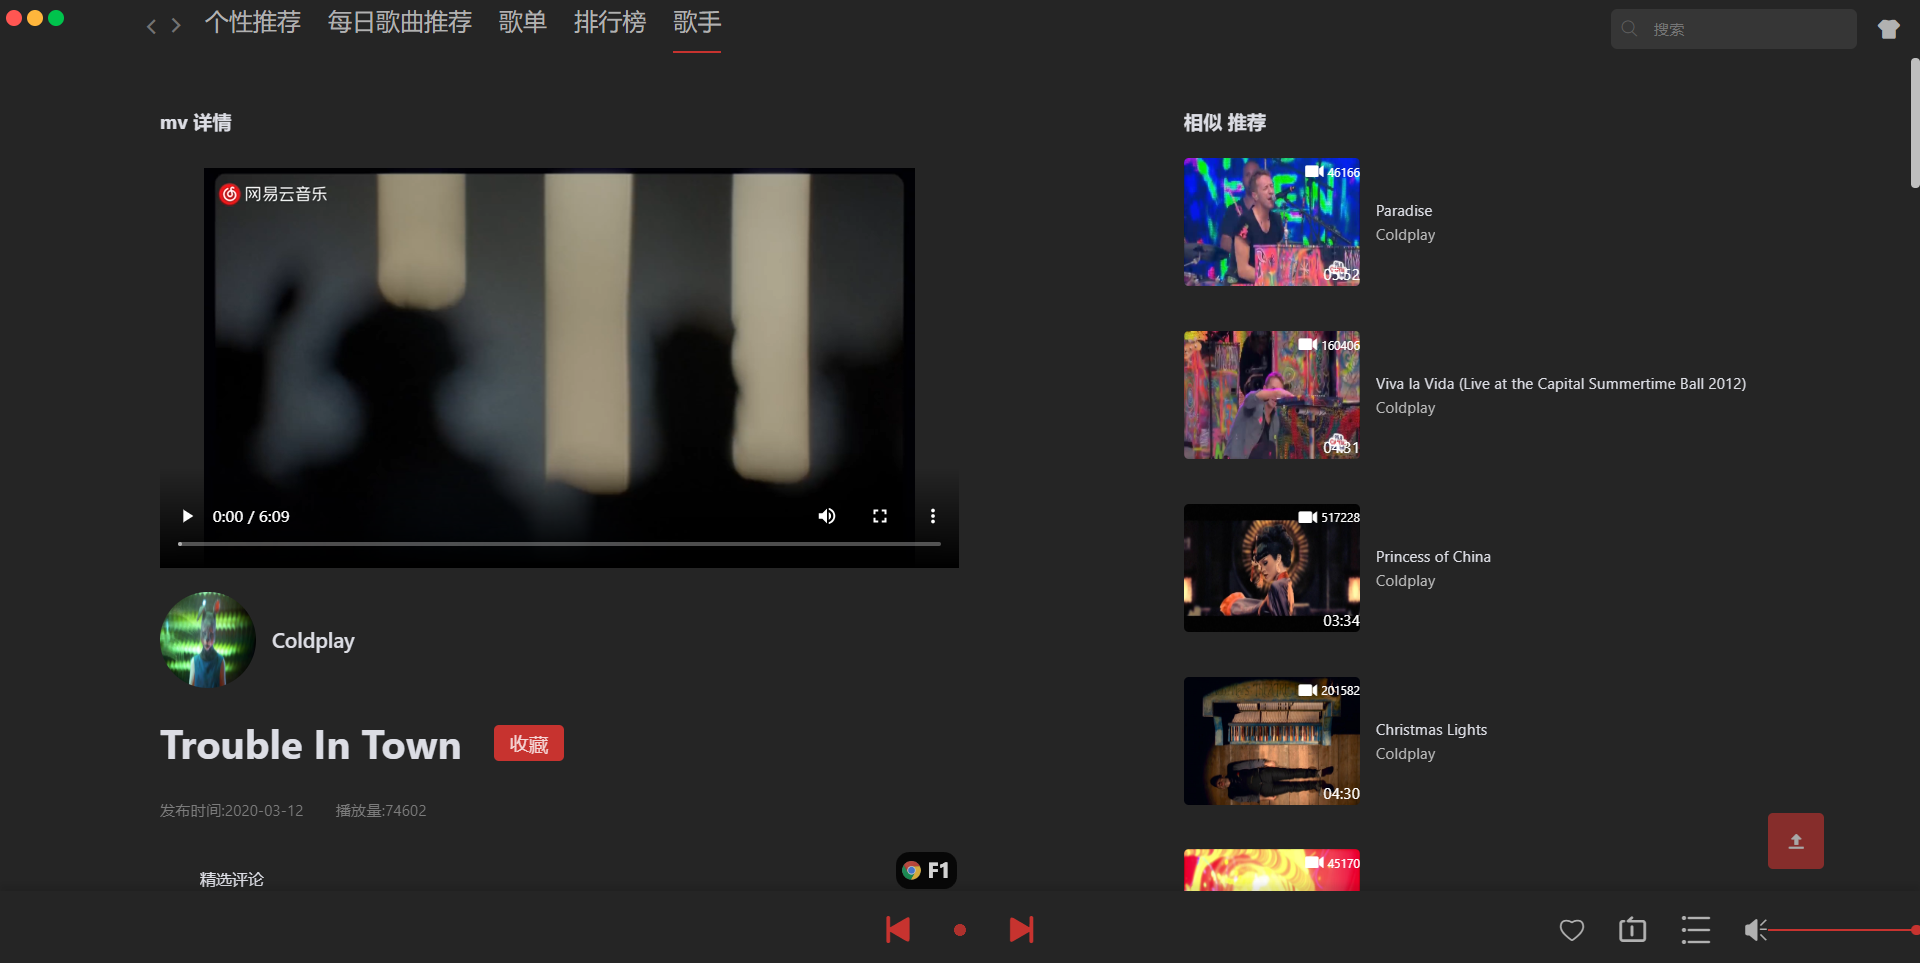 个性推荐 每日歌曲推荐 歌单 排行榜 歌手
搜索
mv 详情
网易云音乐
0:00 / 6:09
Coldplay
Trouble In Town
收藏
发布时间:2020-03-12 播放量:74602
精选评论
相似 推荐
46166
03:52
Paradise
Coldplay
160406
04:31
Viva la Vida (Live at the Capital Summertime Ball 2012)
Coldplay
517228
03:34
Princess of China
Coldplay
201582
04:30
Christmas Lights
Coldplay
45170
F1